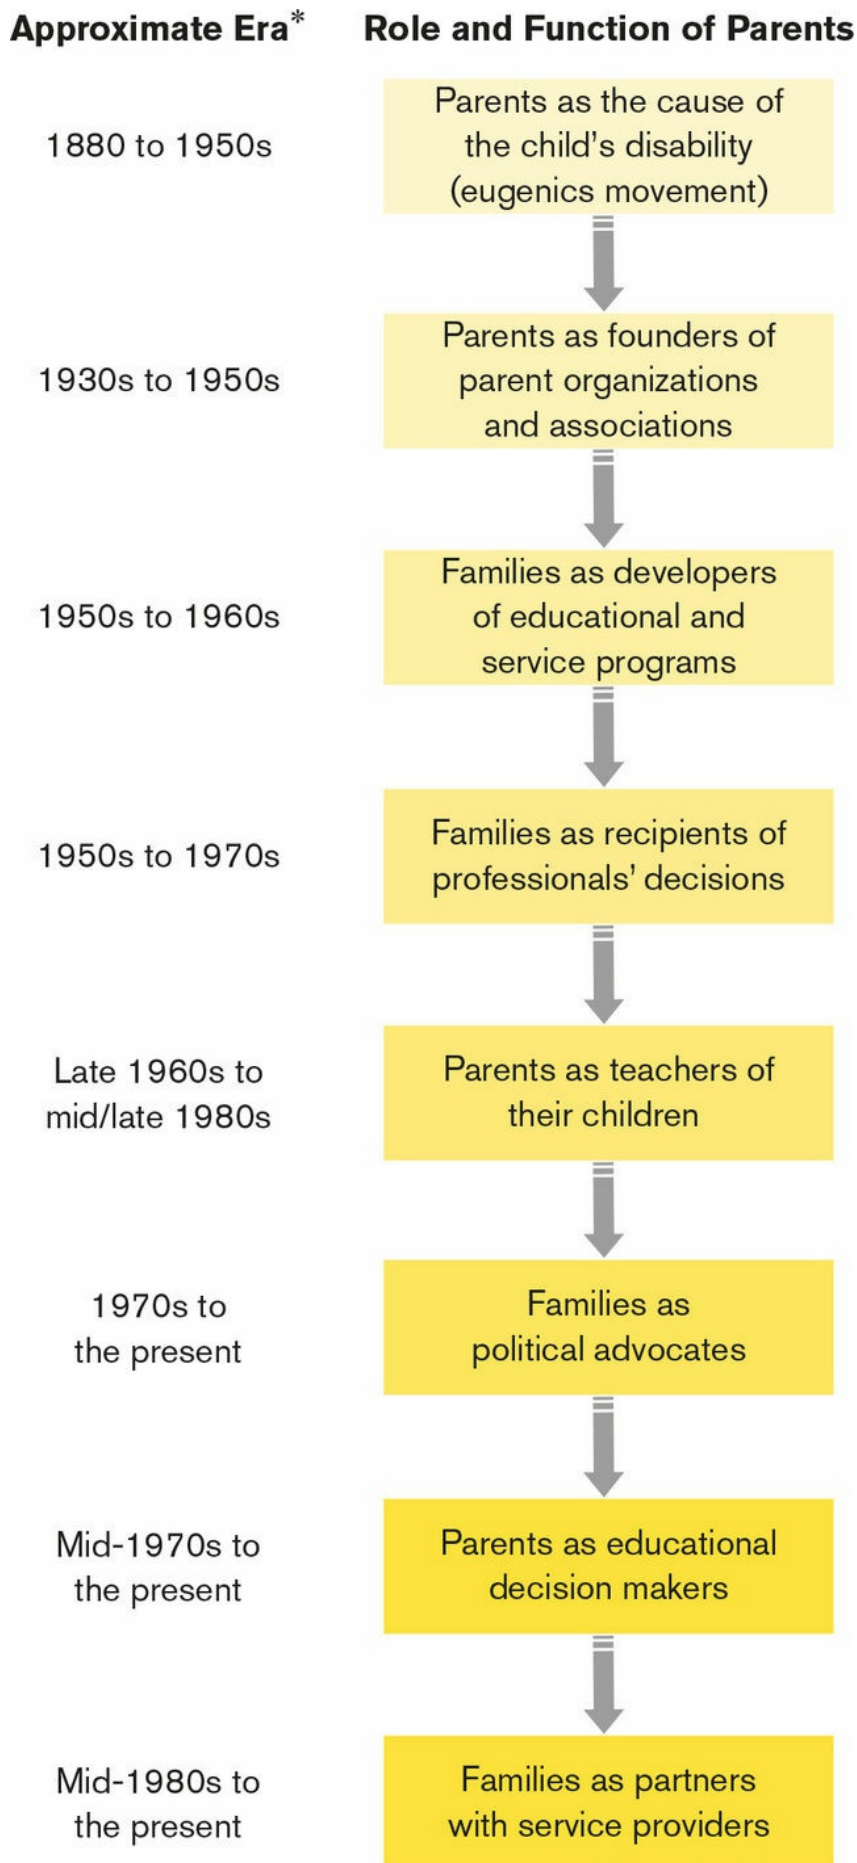 Approximate Era*
Role and Function of Parents
1880 to 1950s
Parents as the cause of
the child’s disability
(eugenics movement)
1930s to 1950s
Parents as founders of
parent organizations
and associations
1950s to 1960s
Families as developers
of educational and
service programs
1950s to 1970s
Families as recipients of
professionals’ decisions
Late 1960s to
mid/late 1980s
Parents as teachers of
their children
1970s to
the present
Families as
political advocates
Mid-1970s to
the present
Parents as educational
decision makers
Mid-1980s to
the present
Families as partners
with service providers